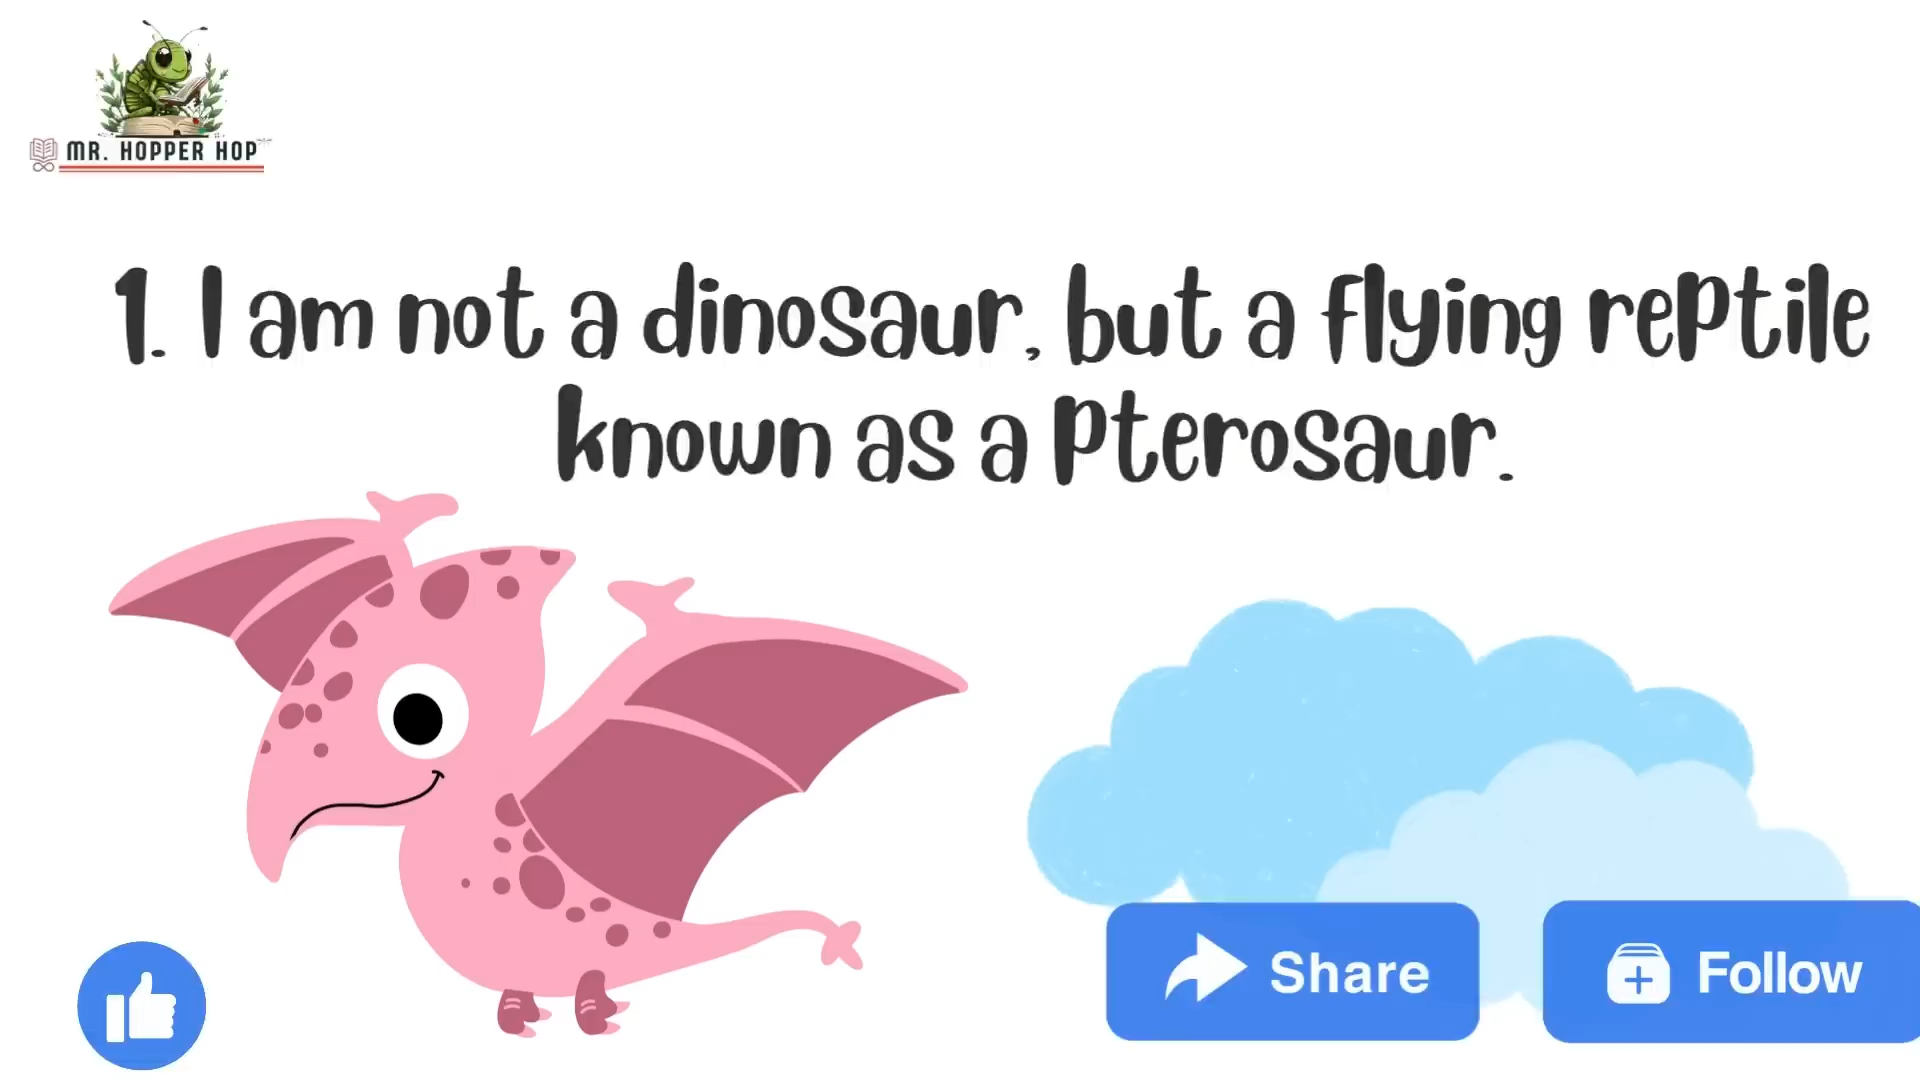 MR. HOPPER HOP
1. I am not a dinosaur, but a flying reptile
known as a Pterosaur.
Share
Follow